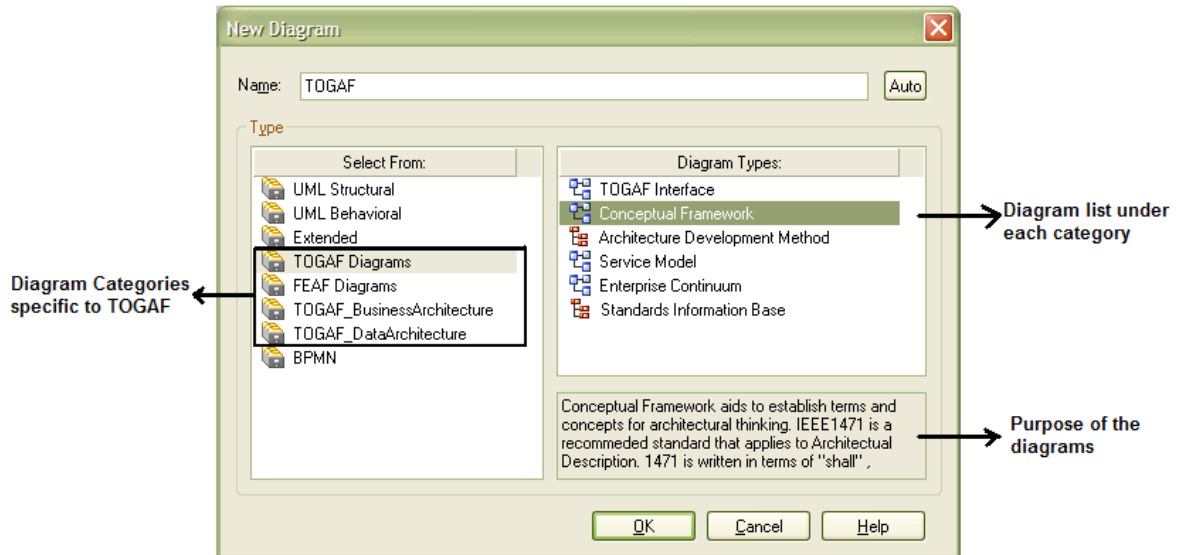 New Diagram
Name:
TOGAF
Auto
Type
Select From:
UML Structural
UML Behavioral
Extended
TOGAF Diagrams
FEAF Diagrams
TOGAF_BusinessArchitecture
TOGAF_DataArchitecture
BPMN
Diagram Types:
TOGAF Interface
Conceptual Framework
Architecture Development Method
Service Model
Enterprise Continuum
Standards Information Base
Conceptual Framework aids to establish terms and
concepts for architectural thinking. IEEE1471 is a
recommeded standard that applies to Architectual
Description. 1471 is written in terms of "shall" ,
OK
Cancel
Help
Diagram Categories
specific to TOGAF
Diagram list under
each category
Purpose of the
diagrams